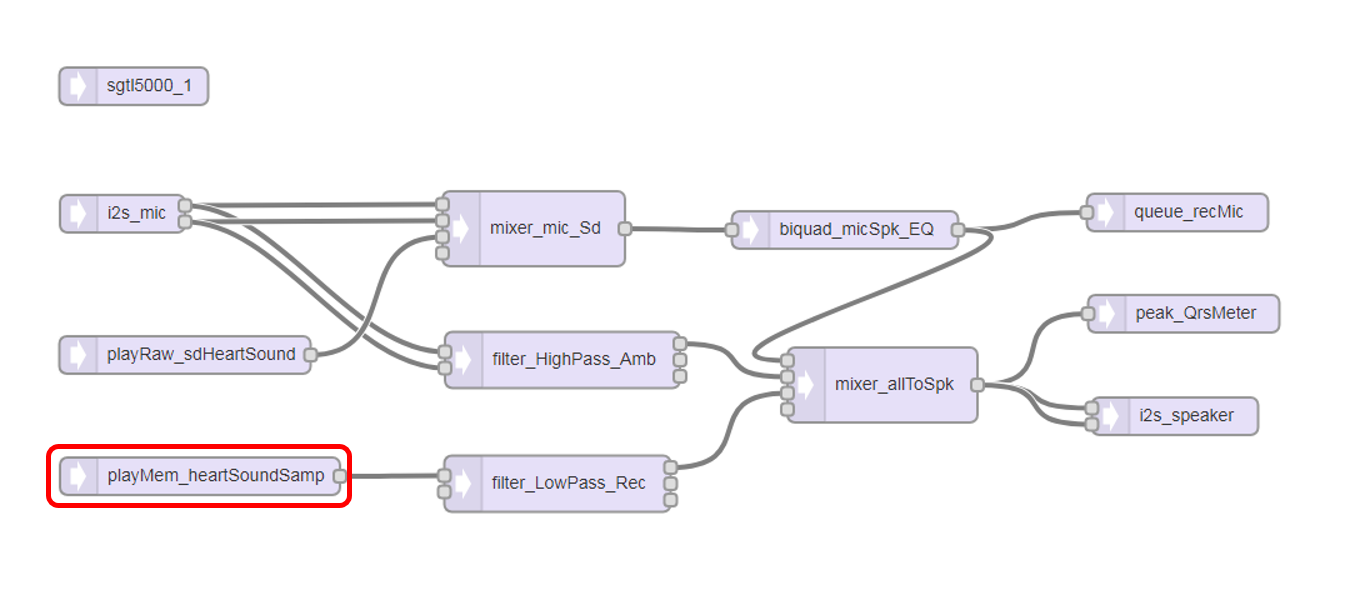 sgtl5000_1
i2s_mic
mixer_mic_Sd
biquad_micSpk_EQ
queue_recMic
playRaw_sdHeartSound
filter_HighPass_Amb
mixer_allToSpk
peak_QrsMeter
i2s_speaker
playMem_heartSoundSamp
filter_LowPass_Rec